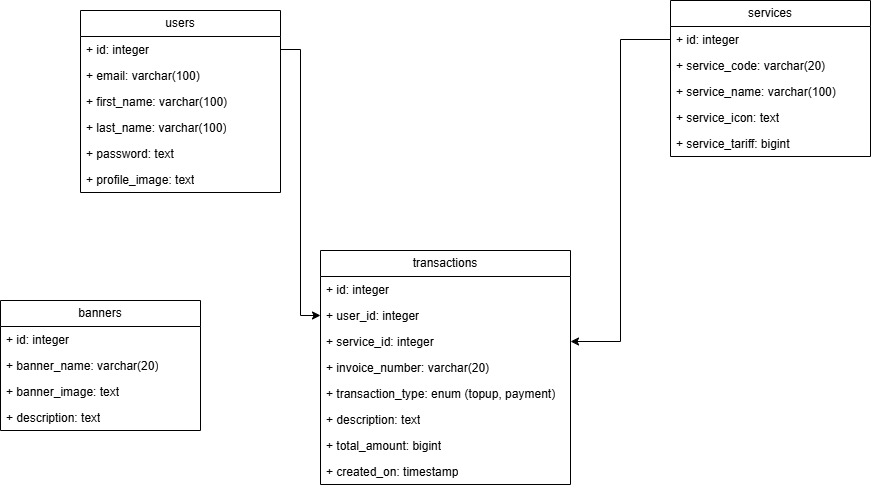 users
+ id: integer
+ email: varchar(100)
+ first_name: varchar(100)
+ last_name: varchar(100)
+ password: text
+ profile_image: text
services
+ id: integer
+ service_code: varchar(20)
+ service_name: varchar(100)
+ service_icon: text
+ service_tariff: bigint
banners
+ id: integer
+ banner_name: varchar(20)
+ banner_image: text
+ description: text
transactions
+ id: integer
+ user_id: integer
+ service_id: integer
+ invoice_number: varchar(20)
+ transaction_type: enum (topup, payment)
+ description: text
+ total_amount: bigint
+ created_on: timestamp